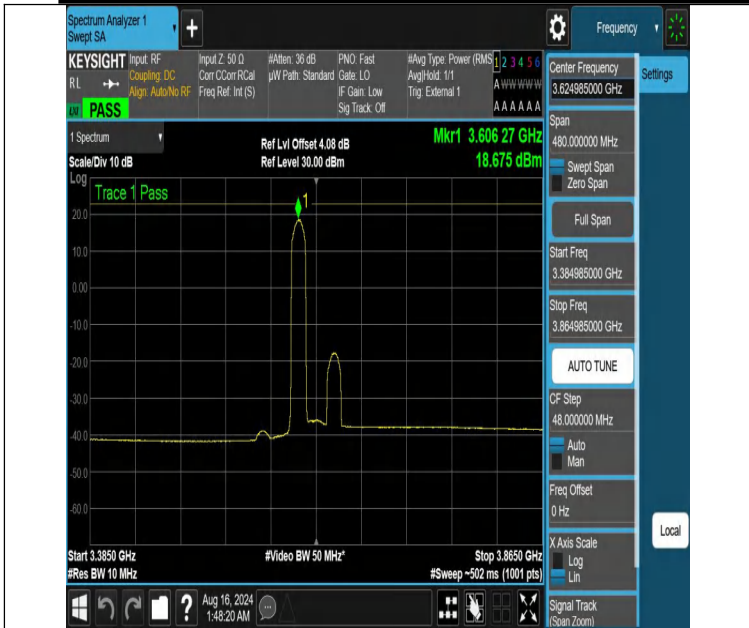 Spectrum Analyzer 1
Swept SA
+
Frequency
KEYSIGHT
RL
PASS
Input: RF
Coupling: DC
Align: Auto/No RF
Input Z: 50 Ω
Corr CCorr RCal
Freq Ref: Int (S)
#Atten: 36 dB
µW Path: Standard
PNO: Fast
Gate: LO
IF Gain: Low
Sig Track: Off
#Avg Type: Power (RMS
Avg|Hold: 1/1
Trig: External 1
1 2 3 4 5 6
A W W W W W
A A A A A A
1 Spectrum
Scale/Div 10 dB
Log
Ref Lvl Offset 4.08 dB
Ref Level 30.00 dBm
Mkr1 3.606 27 GHz
18.675 dBm
Trace 1 Pass
1
20.0
10.0
0.00
-10.0
-20.0
-30.0
-40.0
-50.0
-60.0
Start 3.3850 GHz
#Res BW 10 MHz
#Video BW 50 MHz*
Stop 3.8650 GHz
#Sweep ~502 ms (1001 pts)
Center Frequency
3.624985000 GHz
Settings
Span
480.000000 MHz
Swept Span
Zero Span
Full Span
Start Freq
3.384985000 GHz
Stop Freq
3.864985000 GHz
AUTO TUNE
CF Step
48.000000 MHz
Auto
Man
Freq Offset
0 Hz
X Axis Scale
Log
Lin
Local
Signal Track
(Span Zoom)
?
Aug 16, 2024
1:48:20 AM